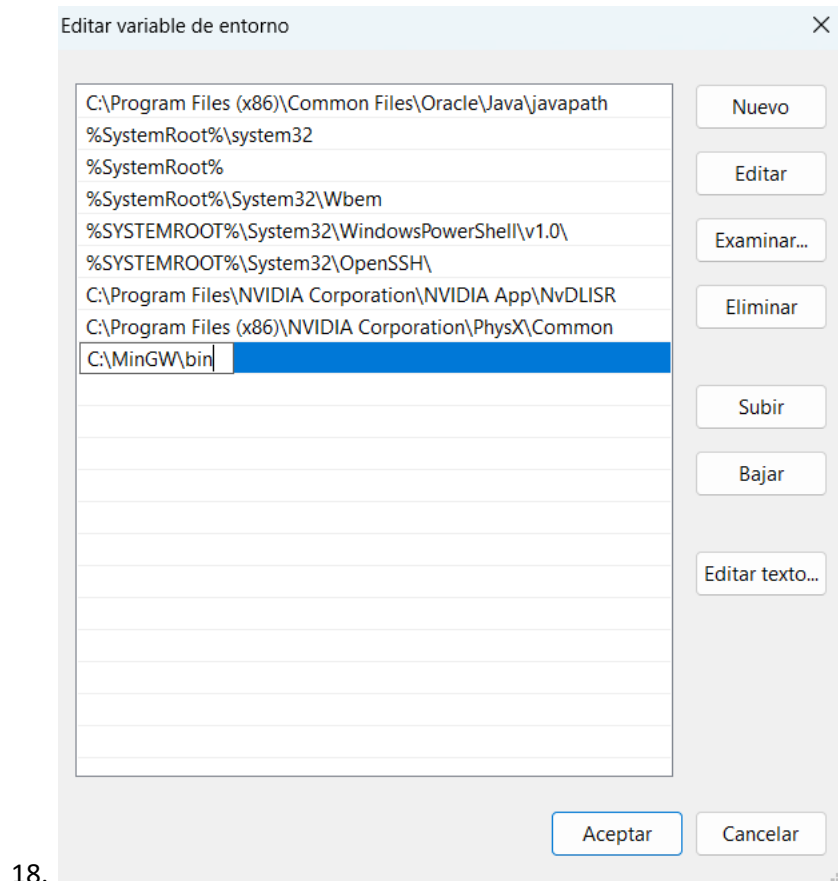 Editar variable de entorno
C:\Program Files (x86)\Common Files\Oracle\Java\javapath
Nuevo
%SystemRoot%\system32
%SystemRoot%
Editar
%SystemRoot%\System32\Wbem
%SYSTEMROOT%\System32\WindowsPowerShell\v1.0\
Examinar...
%SYSTEMROOT%\System32\OpenSSH\
C:\Program Files\NVIDIA Corporation\NVIDIA App\NvDLISR
Eliminar
C:\Program Files (x86)\NVIDIA Corporation\PhysX\Common
C:\MinGW\bin
Subir
Bajar
Editar texto...
Aceptar
Cancelar
18.